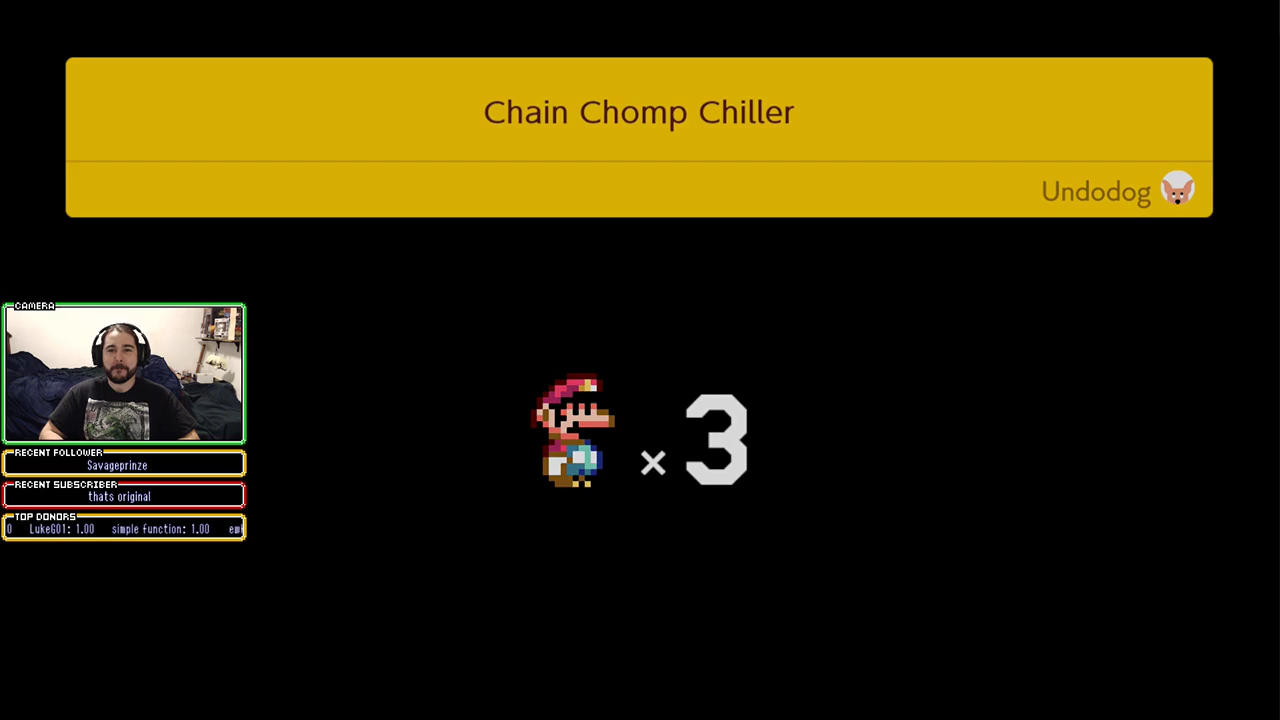 Chain Chomp Chiller
Undodog
× 3
CAMERA
RECENT FOLLOWER
Savageprinze
RECENT SUBSCRIBER
thats original
TOP DONORS
0 LukeG01: 1.00 simple function: 1.00